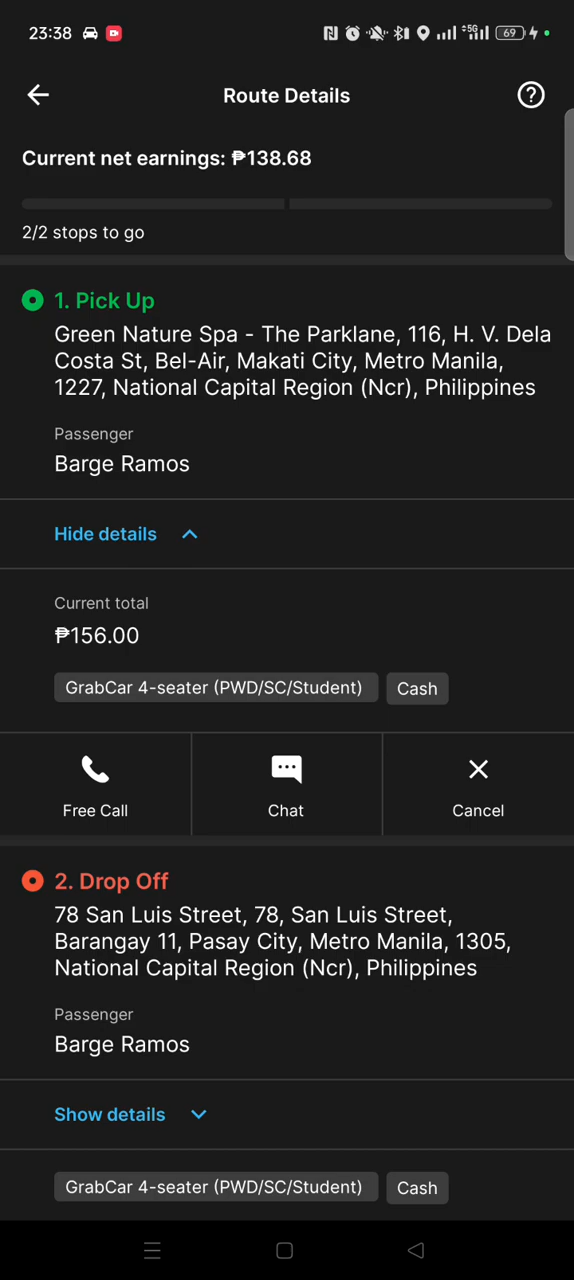 23:38
5G
69
Route Details
Current net earnings: ₱138.68
2/2 stops to go
1. Pick Up
Green Nature Spa - The Parklane, 116, H. V. Dela
Costa St, Bel-Air, Makati City, Metro Manila,
1227, National Capital Region (Ncr), Philippines
Passenger
Barge Ramos
Hide details
Current total
₱156.00
GrabCar 4-seater (PWD/SC/Student)
Cash
Free Call
Chat
Cancel
2. Drop Off
78 San Luis Street, 78, San Luis Street,
Barangay 11, Pasay City, Metro Manila, 1305,
National Capital Region (Ncr), Philippines
Passenger
Barge Ramos
Show details
GrabCar 4-seater (PWD/SC/Student)
Cash